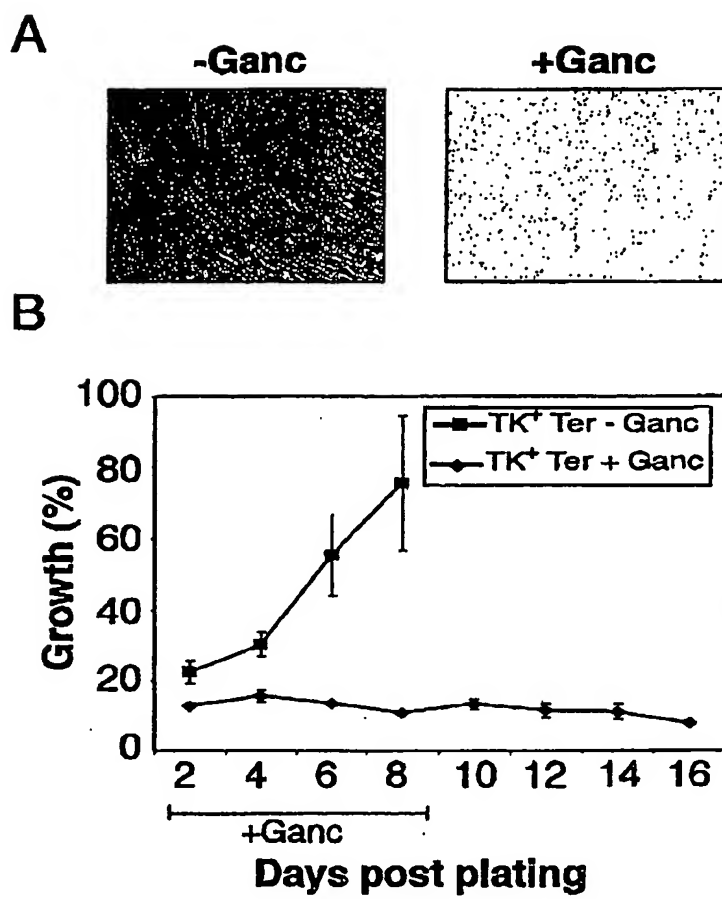 A
-Ganc
+Ganc
B
100
80
60
40
20
0
Growth (%)
TK+ Ter - Ganc
TK+ Ter + Ganc
2 4 6 8 10 12 14 16
+Ganc
Days post plating